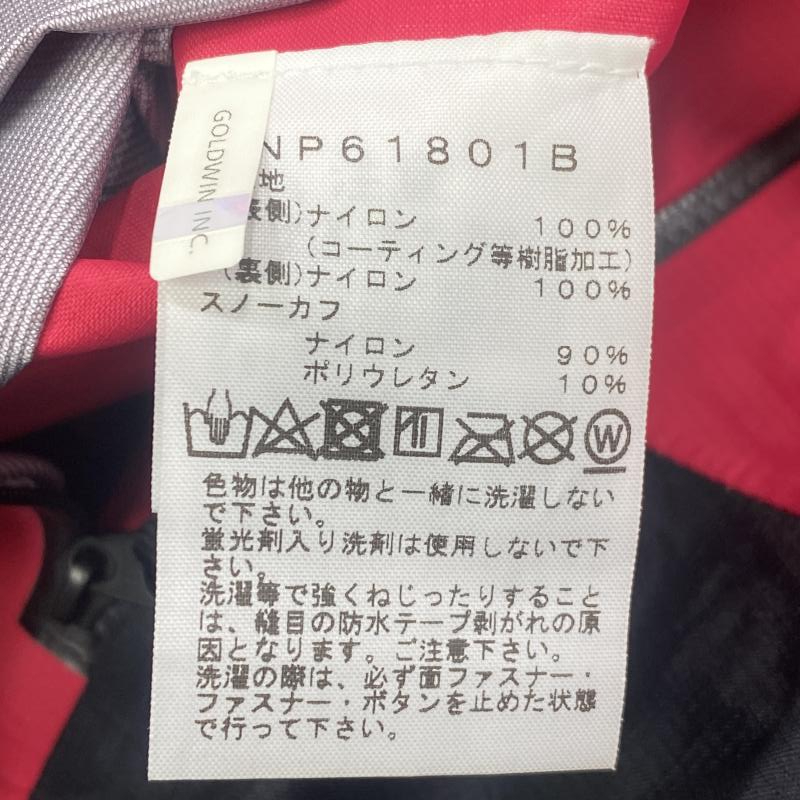 GOLDWIN INC.
NP61801B
地
表側)ナイロン 100%
(コーティング等樹脂加工)
(裏側)ナイロン 100%
スノーカフ
ナイロン 90%
ポリウレタン 10%
W
色物は他の物と一緒に洗濯しない
で下さい。
蛍光剤入り洗剤は使用しないで下
さい。
洗濯等で強くねじったりすること
は、縫目の防水テープ剥がれの原
因となります。ご注意下さい。
洗濯の際は、必ず面ファスナー・
ファスナー・ボタンを止めた状態
で行って下さい。